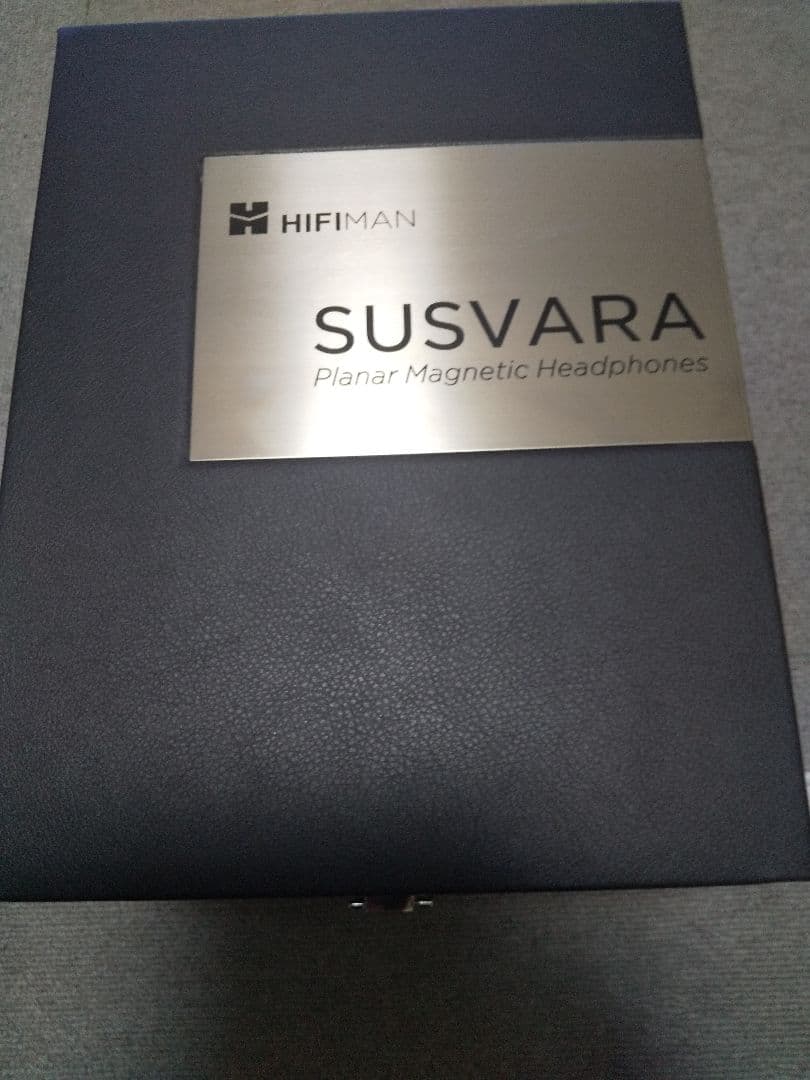 HIFIMAN
SUSVARA
Planar Magnetic Headphones